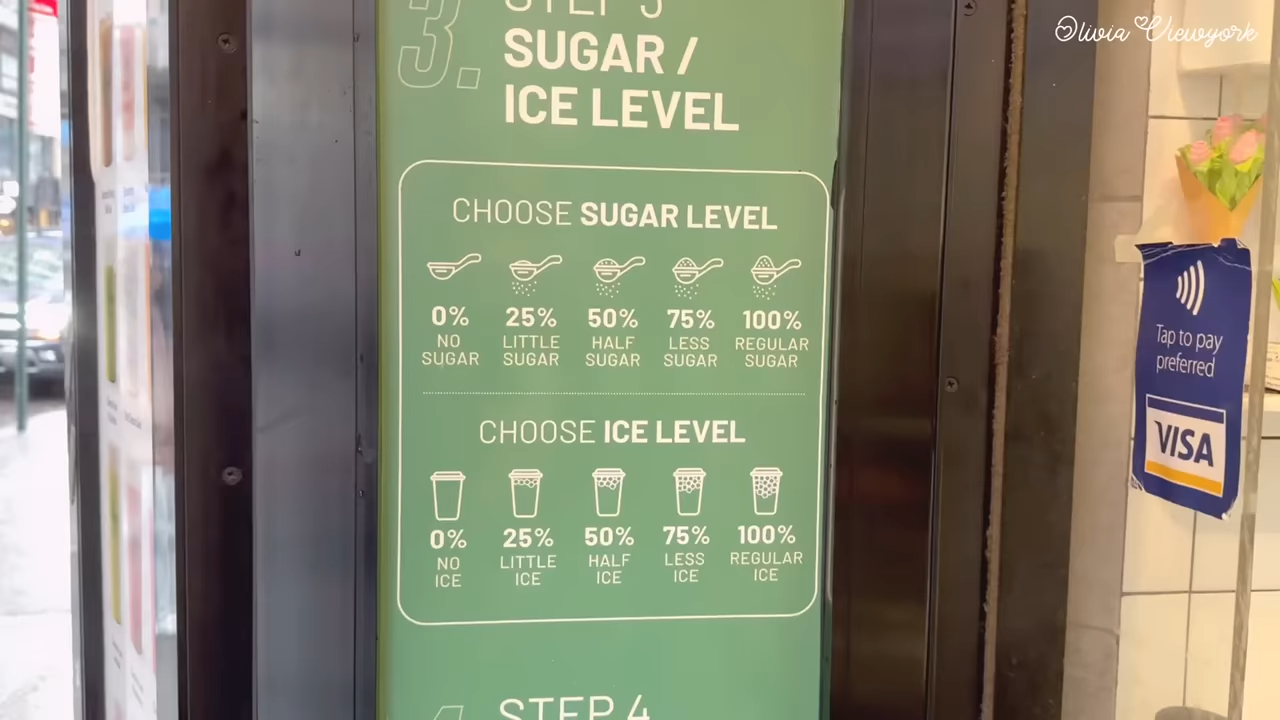 Olivia Viewyork
3.
STEP 3
SUGAR /
ICE LEVEL
CHOOSE SUGAR LEVEL
0% 25% 50% 75% 100%
NO LITTLE HALF LESS REGULAR
SUGAR SUGAR SUGAR SUGAR SUGAR
CHOOSE ICE LEVEL
0% 25% 50% 75% 100%
NO LITTLE HALF LESS REGULAR
ICE ICE ICE ICE ICE
STEP 4
Tap to pay
preferred
VISA